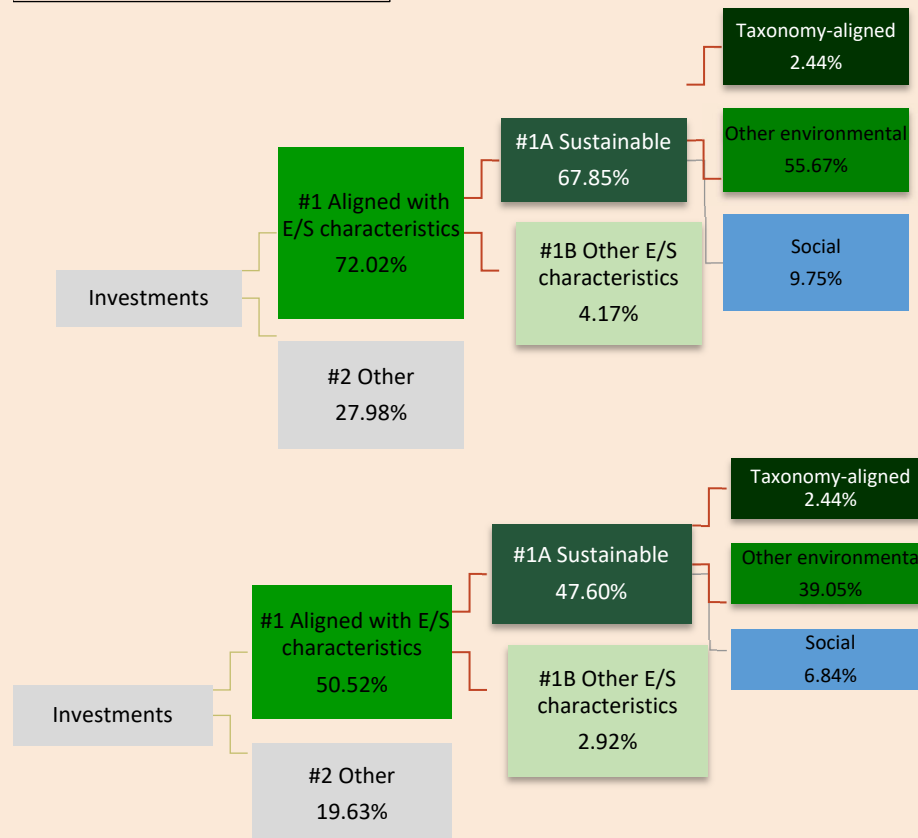 Taxonomy-aligned
2.44%
#1A Sustainable
67.85%
Other environmental
55.67%
#1 Aligned with
E/S characteristics
72.02%
#1B Other E/S
characteristics
4.17%
Social
9.75%
Investments
#2 Other
27.98%
Taxonomy-aligned
2.44%
#1A Sustainable
47.60%
Other environmenta
39.05%
#1 Aligned with E/S
characteristics
50.52%
#1B Other E/S
characteristics
2.92%
Social
6.84%
Investments
#2 Other
19.63%